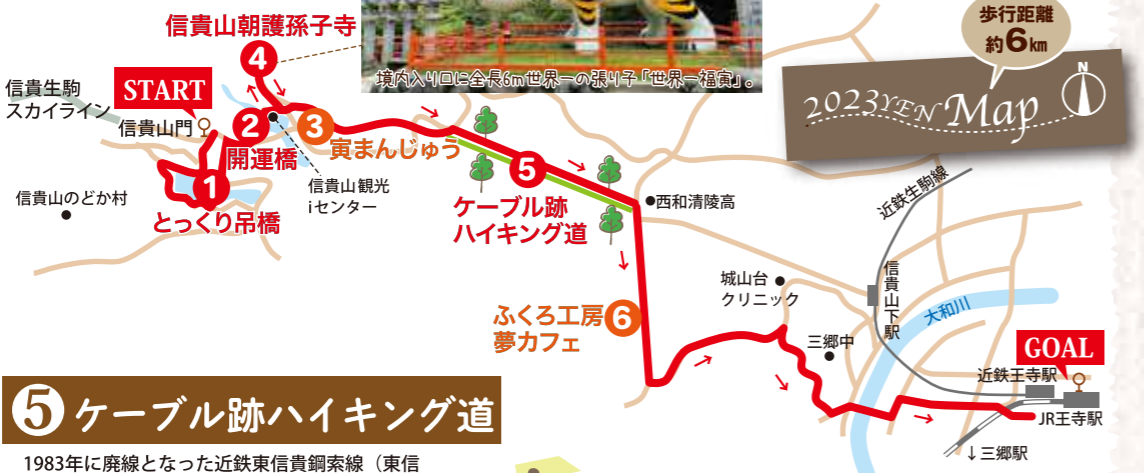 信貴山朝護孫子寺
4
境内入り口に全長6m世界一の張り子「世界一福寅」。
歩行距離
約6km
2023YEN Map
N
START
信貴生駒
スカイライン
信貴山門
2
開運橋
3
寅まんじゅう
信貴山観光
iセンター
1
とっくり吊橋
信貴山のどか村
5
ケーブル跡
ハイキング道
西和清陵高
近鉄生駒線
信貴山下駅
大和川
城山台
クリニック
ふくろ工房
夢カフェ
6
三郷中
GOAL
近鉄王寺駅
JR王寺駅
↓三郷駅
5 ケーブル跡ハイキング道
1983年に廃線となった近鉄東信貴鋼索線（東信